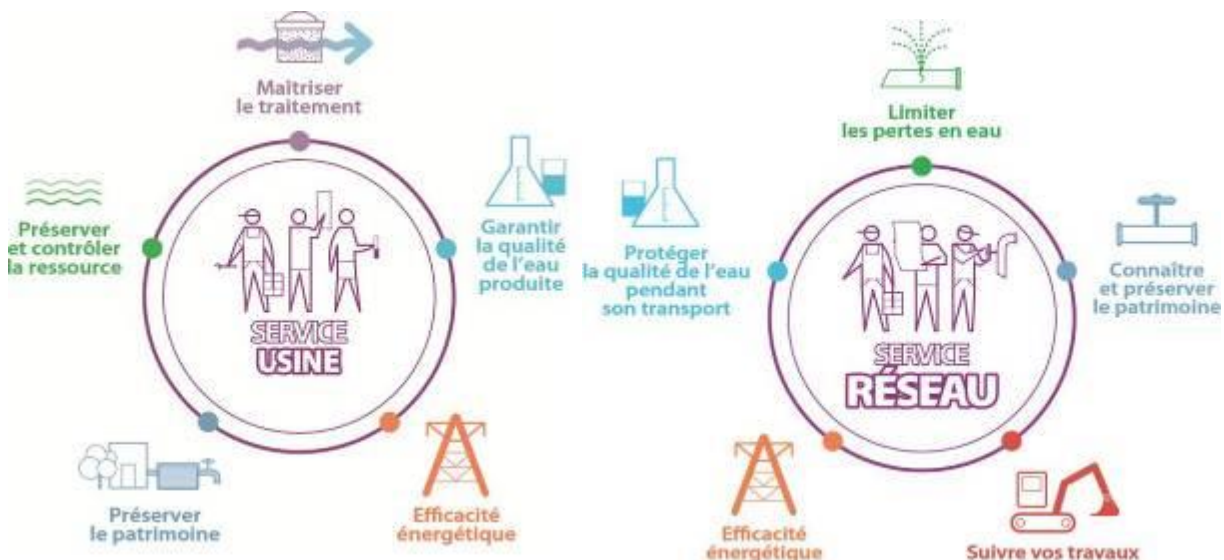 Maîtriser
le traitement
Préserver
et contrôler
la ressource
Garantir
la qualité
de l'eau
produite
SERVICE
USINE
Préserver
le patrimoine
Efficacité
énergétique
Limiter
les pertes en eau
Protéger
la qualité de l'eau
pendant
son transport
Connaître
et préserver
le patrimoine
SERVICE
RÉSEAU
Efficacité
énergétique
Suivre vos travaux